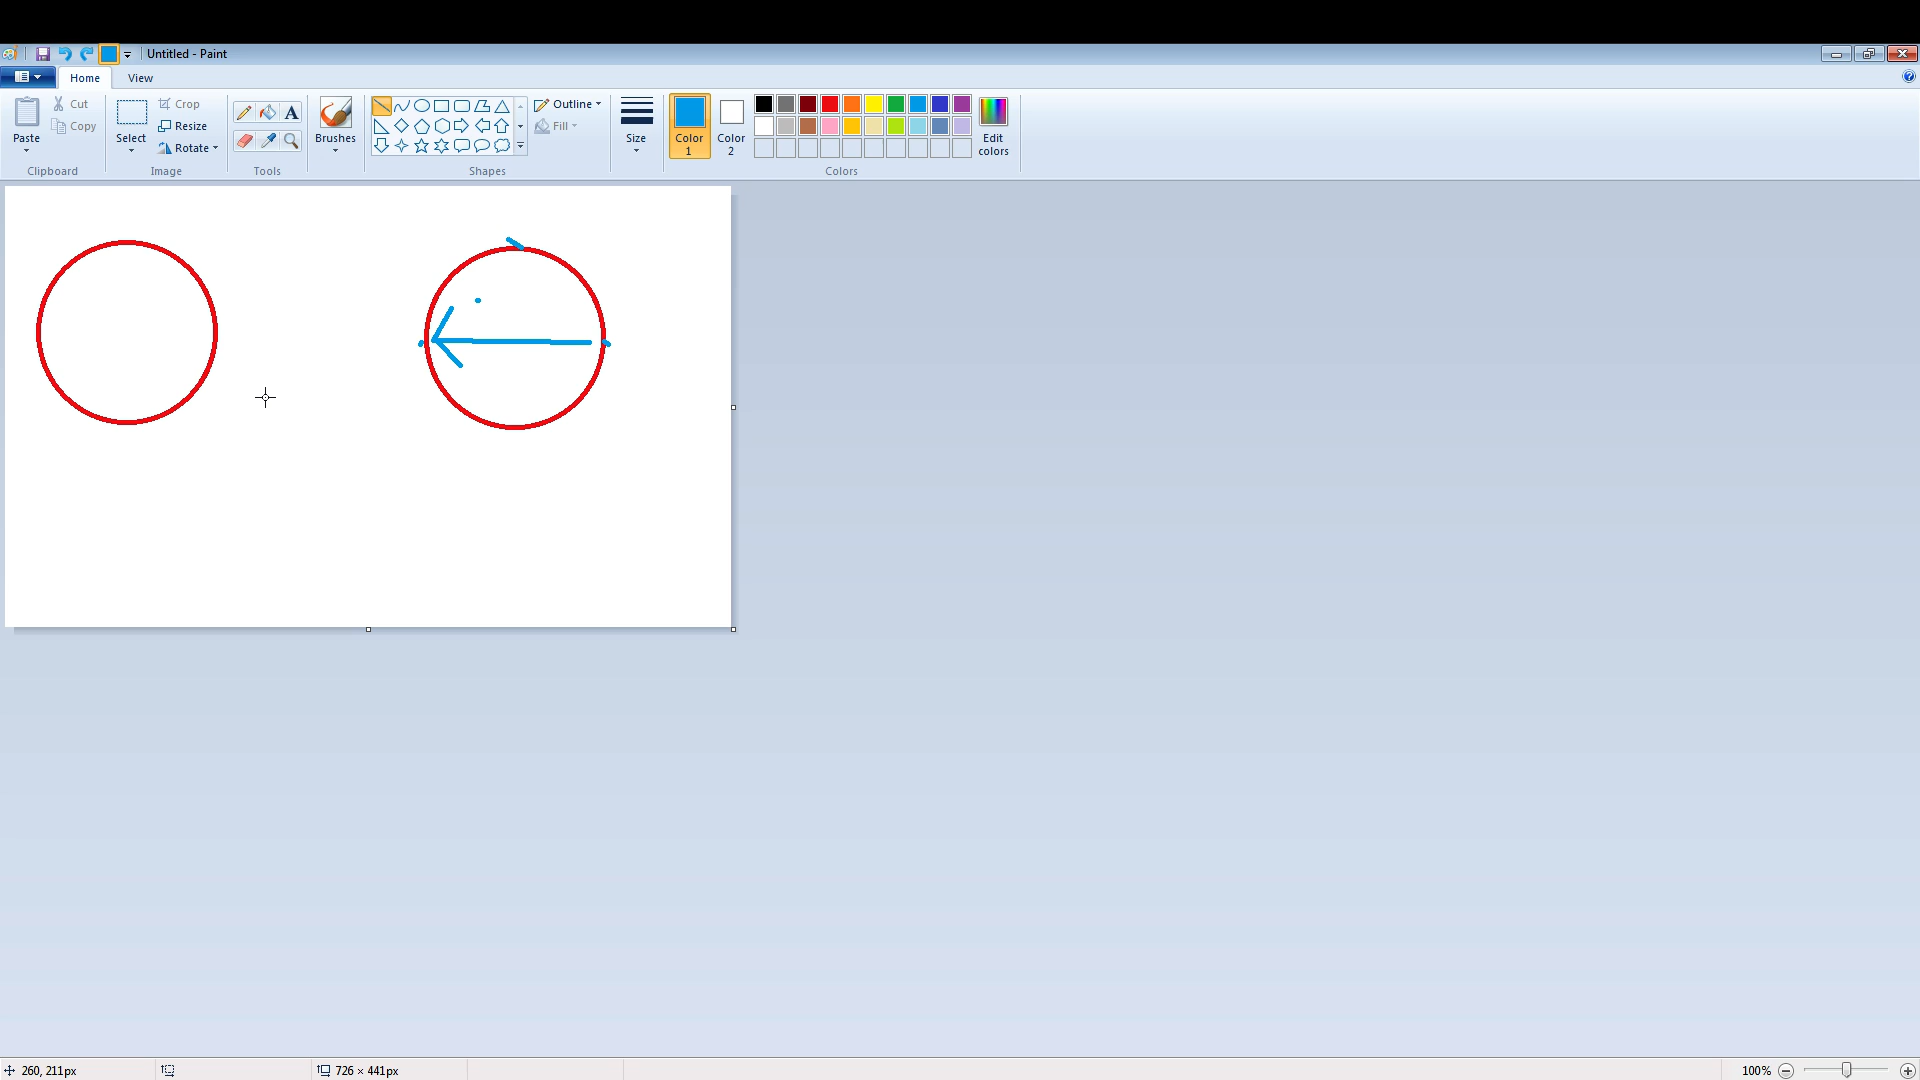 Untitled - Paint
Home View
Cut
Copy
Paste
Clipboard
Crop
Resize
Rotate
Select
Image
A
Tools
Brushes
Outline
Fill
Shapes
Size
Color 1
Color 2
Edit colors
Colors
260, 211px
726 × 441px
100%